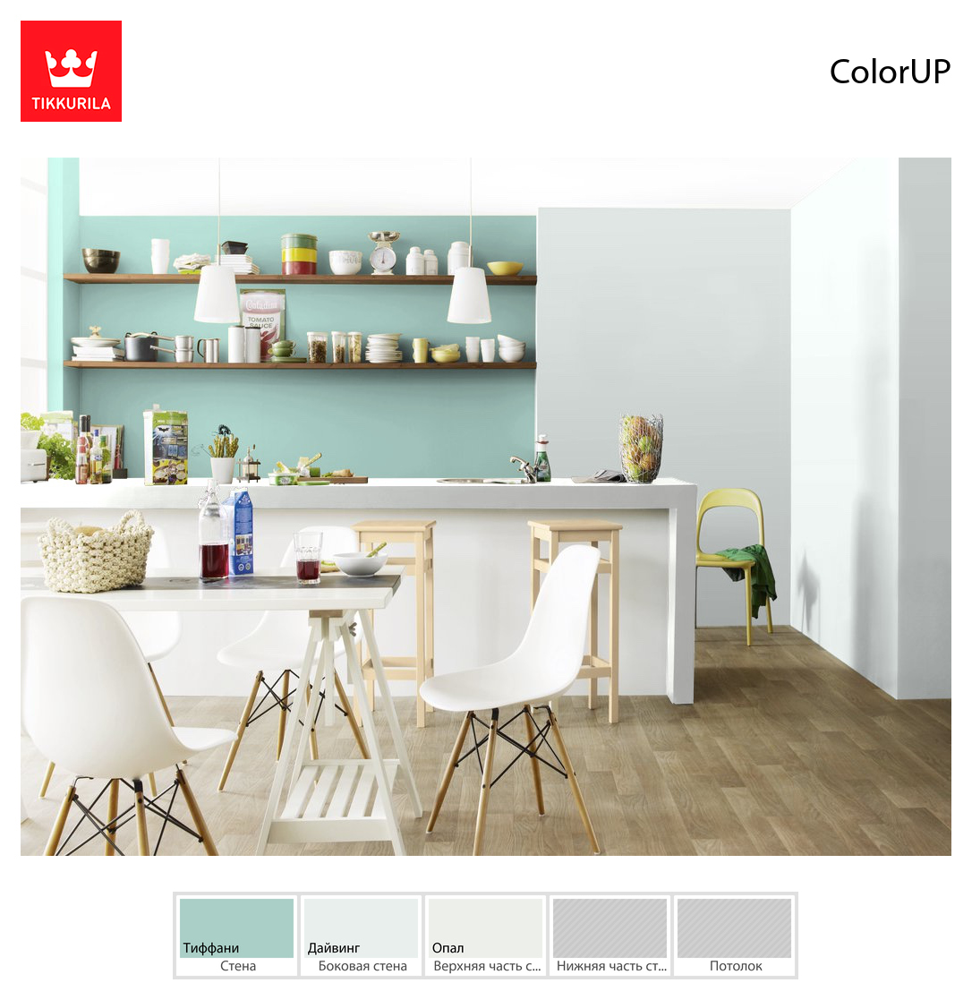 TIKKURILA
ColorUP
TOMATO
SAUCE
Тиффани
Стена
Дайвинг
Боковая стена
Опал
Верхняя часть с...
Нижняя часть ст...
Потолок